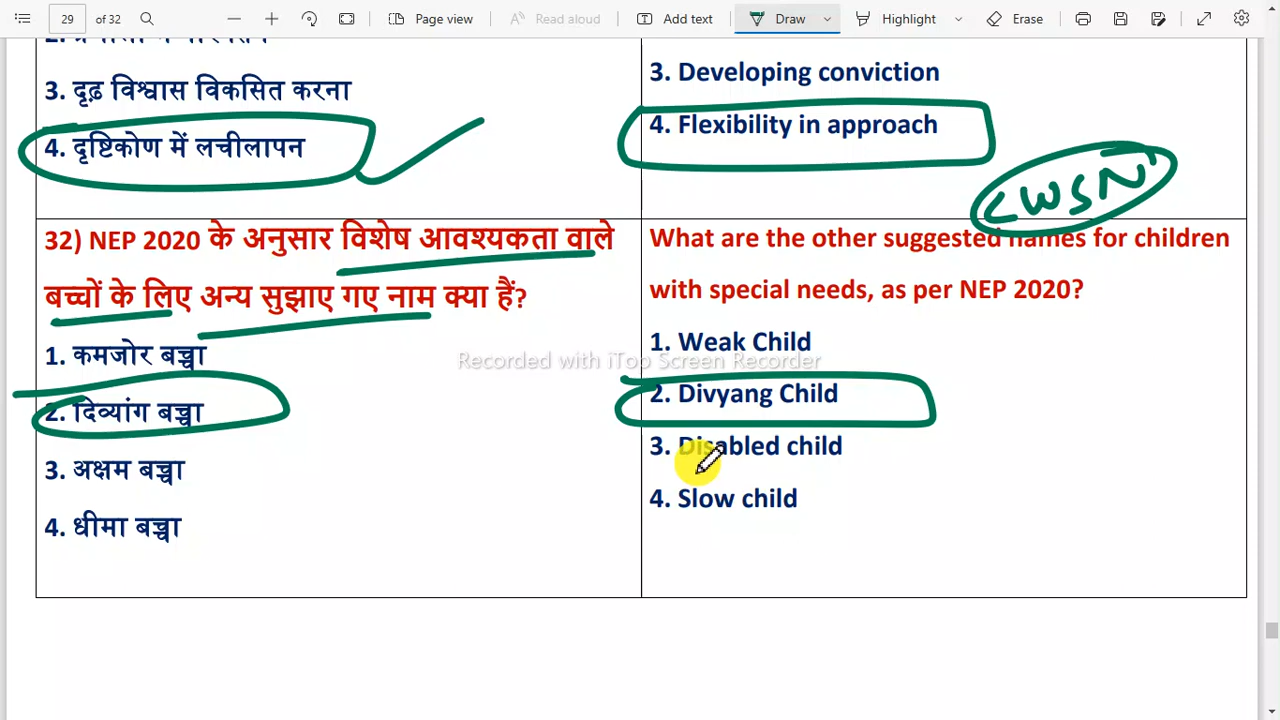 29 of 32 Page view Read aloud Add text Draw Highlight Erase
3. दृढ़ विश्वास विकसित करना
4. दृष्टिकोण में लचीलापन
3. Developing conviction
4. Flexibility in approach
CWSN
32) NEP 2020 के अनुसार विशेष आवश्यकता वाले
बच्चों के लिए अन्य सुझाए गए नाम क्या हैं?
1. कमजोर बच्चा
2. दिव्यांग बच्चा
3. अक्षम बच्चा
4. धीमा बच्चा
What are the other suggested names for children
with special needs, as per NEP 2020?
1. Weak Child
2. Divyang Child
3. Disabled child
4. Slow child
Recorded with iTop Screen Recorder